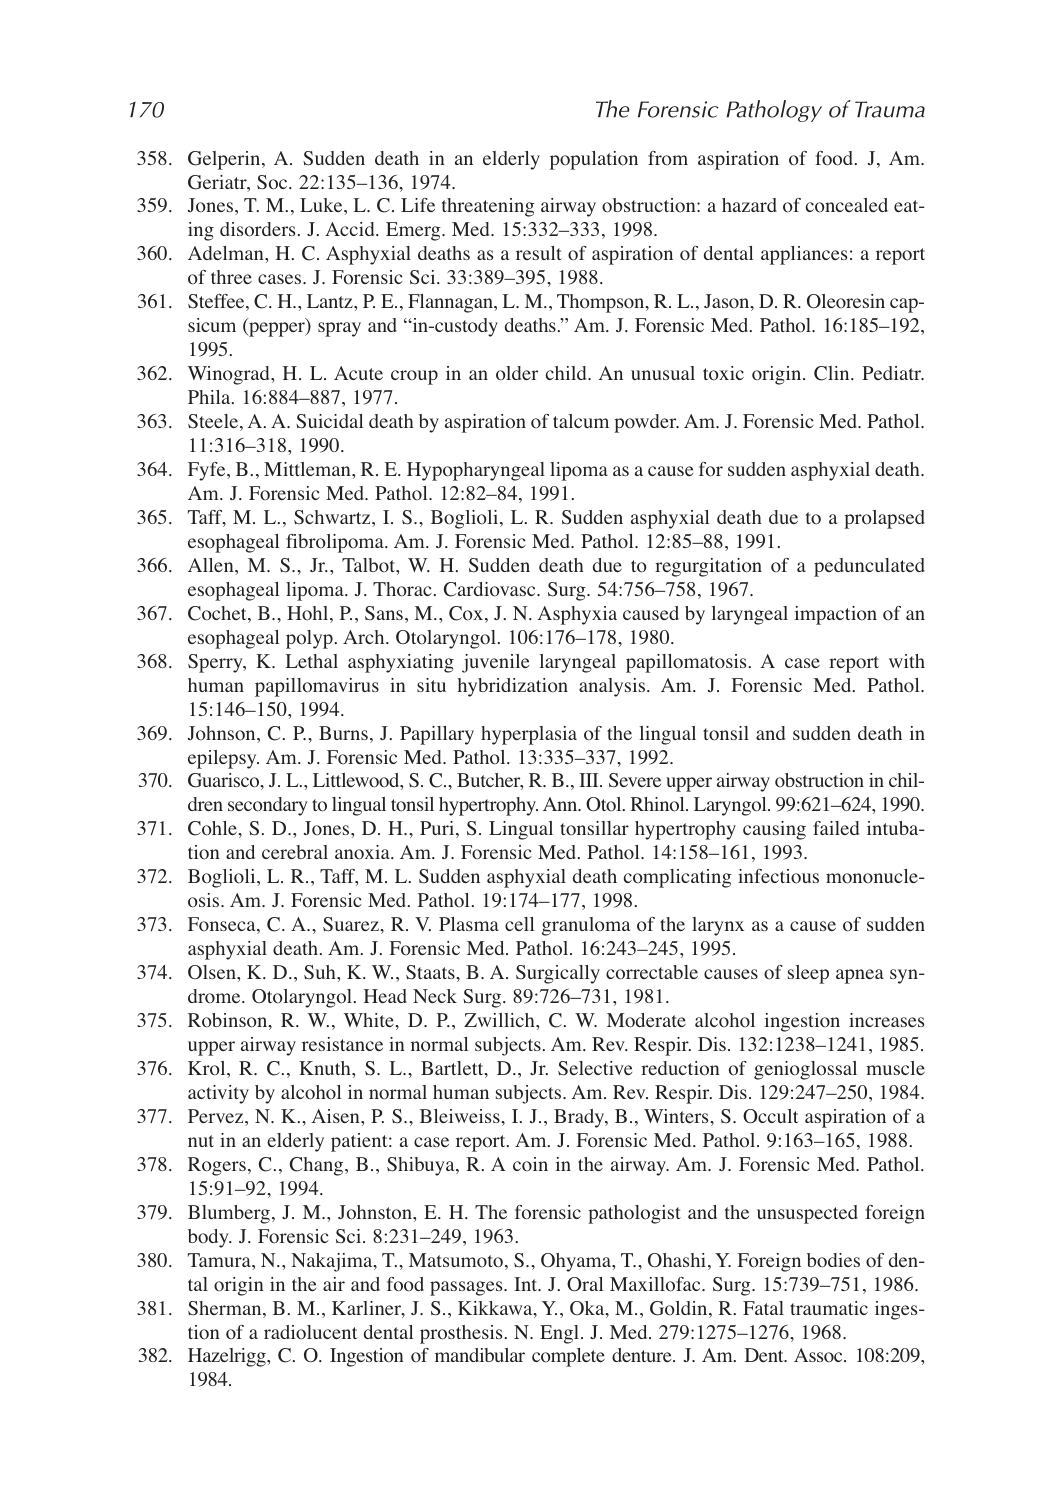 170 The Forensic Pathology of Trauma
358. Gelperin, A. Sudden death in an elderly population from aspiration of food. J, Am.
Geriatr, Soc. 22:135–136, 1974.
359. Jones, T. M., Luke, L. C. Life threatening airway obstruction: a hazard of concealed eat-
ing disorders. J. Accid. Emerg. Med. 15:332–333, 1998.
360. Adelman, H. C. Asphyxial deaths as a result of aspiration of dental appliances: a report
of three cases. J. Forensic Sci. 33:389–395, 1988.
361. Steffee, C. H., Lantz, P. E., Flannagan, L. M., Thompson, R. L., Jason, D. R. Oleoresin cap-
sicum (pepper) spray and “in-custody deaths.” Am. J. Forensic Med. Pathol. 16:185–192,
1995.
362. Winograd, H. L. Acute croup in an older child. An unusual toxic origin. Clin. Pediatr.
Phila. 16:884–887, 1977.
363. Steele, A. A. Suicidal death by aspiration of talcum powder. Am. J. Forensic Med. Pathol.
11:316–318, 1990.
364. Fyfe, B., Mittleman, R. E. Hypopharyngeal lipoma as a cause for sudden asphyxial death.
Am. J. Forensic Med. Pathol. 12:82–84, 1991.
365. Taff, M. L., Schwartz, I. S., Boglioli, L. R. Sudden asphyxial death due to a prolapsed
esophageal fibrolipoma. Am. J. Forensic Med. Pathol. 12:85–88, 1991.
366. Allen, M. S., Jr., Talbot, W. H. Sudden death due to regurgitation of a pedunculated
esophageal lipoma. J. Thorac. Cardiovasc. Surg. 54:756–758, 1967.
367. Cochet, B., Hohl, P., Sans, M., Cox, J. N. Asphyxia caused by laryngeal impaction of an
esophageal polyp. Arch. Otolaryngol. 106:176–178, 1980.
368. Sperry, K. Lethal asphyxiating juvenile laryngeal papillomatosis. A case report with
human papillomavirus in situ hybridization analysis. Am. J. Forensic Med. Pathol.
15:146–150, 1994.
369. Johnson, C. P., Burns, J. Papillary hyperplasia of the lingual tonsil and sudden death in
epilepsy. Am. J. Forensic Med. Pathol. 13:335–337, 1992.
370. Guarisco, J. L., Littlewood, S. C., Butcher, R. B., III. Severe upper airway obstruction in chil-
dren secondary to lingual tonsil hypertrophy. Ann. Otol. Rhinol. Laryngol. 99:621–624, 1990.
371. Cohle, S. D., Jones, D. H., Puri, S. Lingual tonsillar hypertrophy causing failed intuba-
tion and cerebral anoxia. Am. J. Forensic Med. Pathol. 14:158–161, 1993.
372. Boglioli, L. R., Taff, M. L. Sudden asphyxial death complicating infectious mononucle-
osis. Am. J. Forensic Med. Pathol. 19:174–177, 1998.
373. Fonseca, C. A., Suarez, R. V. Plasma cell granuloma of the larynx as a cause of sudden
asphyxial death. Am. J. Forensic Med. Pathol. 16:243–245, 1995.
374. Olsen, K. D., Suh, K. W., Staats, B. A. Surgically correctable causes of sleep apnea syn-
drome. Otolaryngol. Head Neck Surg. 89:726–731, 1981.
375. Robinson, R. W., White, D. P., Zwillich, C. W. Moderate alcohol ingestion increases
upper airway resistance in normal subjects. Am. Rev. Respir. Dis. 132:1238–1241, 1985.
376. Krol, R. C., Knuth, S. L., Bartlett, D., Jr. Selective reduction of genioglossal muscle
activity by alcohol in normal human subjects. Am. Rev. Respir. Dis. 129:247–250, 1984.
377. Pervez, N. K., Aisen, P. S., Bleiweiss, I. J., Brady, B., Winters, S. Occult aspiration of a
nut in an elderly patient: a case report. Am. J. Forensic Med. Pathol. 9:163–165, 1988.
378. Rogers, C., Chang, B., Shibuya, R. A coin in the airway. Am. J. Forensic Med. Pathol.
15:91–92, 1994.
379. Blumberg, J. M., Johnston, E. H. The forensic pathologist and the unsuspected foreign
body. J. Forensic Sci. 8:231–249, 1963.
380. Tamura, N., Nakajima, T., Matsumoto, S., Ohyama, T., Ohashi, Y. Foreign bodies of den-
tal origin in the air and food passages. Int. J. Oral Maxillofac. Surg. 15:739–751, 1986.
381. Sherman, B. M., Karliner, J. S., Kikkawa, Y., Oka, M., Goldin, R. Fatal traumatic inges-
tion of a radiolucent dental prosthesis. N. Engl. J. Med. 279:1275–1276, 1968.
382. Hazelrigg, C. O. Ingestion of mandibular complete denture. J. Am. Dent. Assoc. 108:209,
1984.